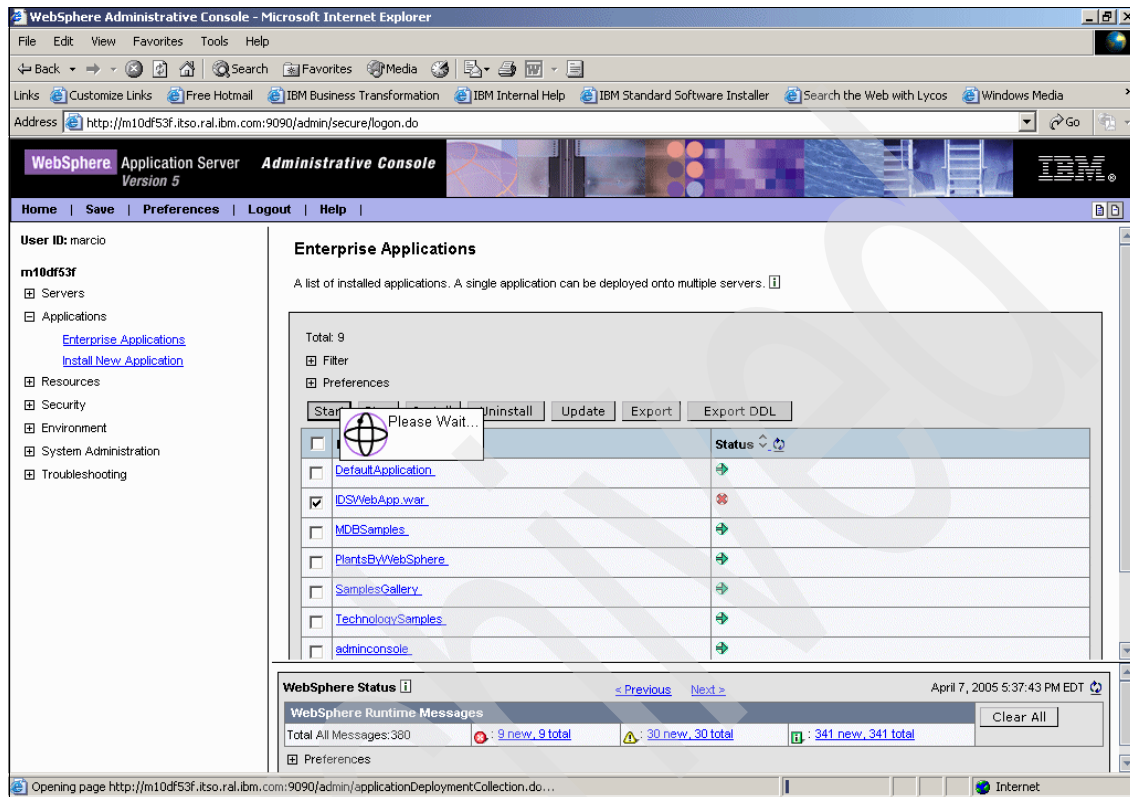 WebSphere Administrative Console - Microsoft Internet Explorer
File Edit View Favorites Tools Help
Back Search Favorites Media
Links Customize Links Free Hotmail IBM Business Transformation IBM Internal Help IBM Standard Software Installer Search the Web with Lycos Windows Media
Address http://m10df53f.itso.ral.ibm.com:9090/admin/secure/logon.do Go
WebSphere Application Server Administrative Console
Version 5
IBM
Home | Save | Preferences | Logout | Help |
User ID: marcio
m10df53f
Servers
Applications
Enterprise Applications
Install New Application
Resources
Security
Environment
System Administration
Troubleshooting
Enterprise Applications
A list of installed applications. A single application can be deployed onto multiple servers.
Total: 9
Filter
Preferences
Uninstall Update Export Export DDL
Please Wait...
Status
DefaultApplication
IDSWebApp.war
MDBSamples
PlantsByWebSphere
SamplesGallery
TechnologySamples
adminconsole
WebSphere Status < Previous Next > April 7, 2005 5:37:43 PM EDT
WebSphere Runtime Messages Clear All
Total All Messages:380 : 9 new, 9 total : 30 new, 30 total : 341 new, 341 total
Preferences
Opening page http://m10df53f.itso.ral.ibm.com:9090/admin/applicationDeploymentCollection.do... Internet